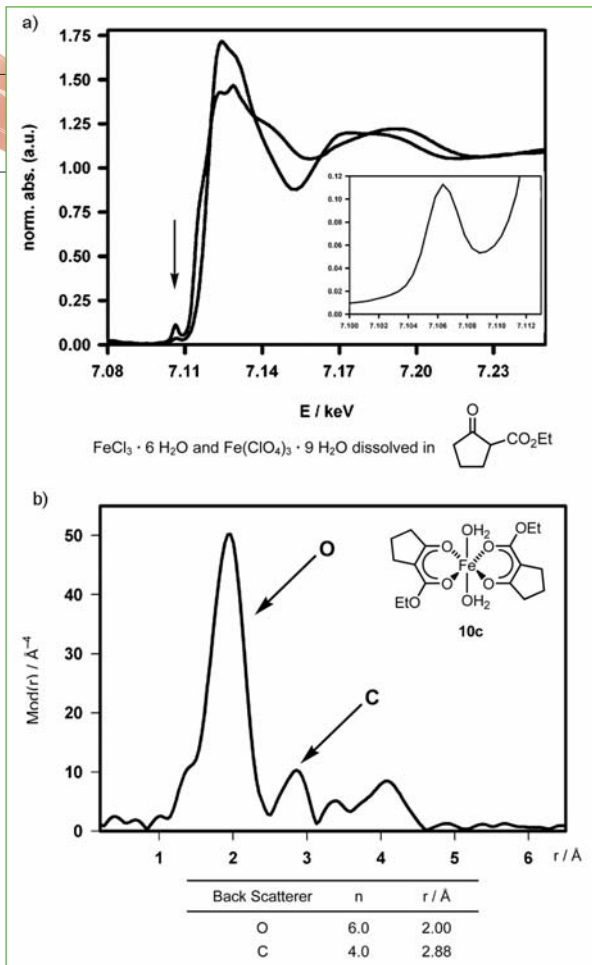 a)
1.75
1.50
1.25
1.00
0.75
0.50
0.25
0.00
norm. abs. (a.u.)
0.12
0.10
0.08
0.06
0.04
0.02
0.00
7.100 7.102 7.104 7.106 7.108 7.110 7.112
7.08 7.11 7.14 7.17 7.20 7.23
E / keV
FeCl₃ · 6 H₂O and Fe(ClO₄)₃ · 9 H₂O dissolved in
O
CO₂Et
b)
50
40
30
20
10
0
Mod(r) / Å⁻⁴
O
C
OH₂
OEt
O O
Fe
O O
EtO
OH₂
10c
1 2 3 4 5 6 r / Å
Back Scatterer n r / Å
O 6.0 2.00
C 4.0 2.88